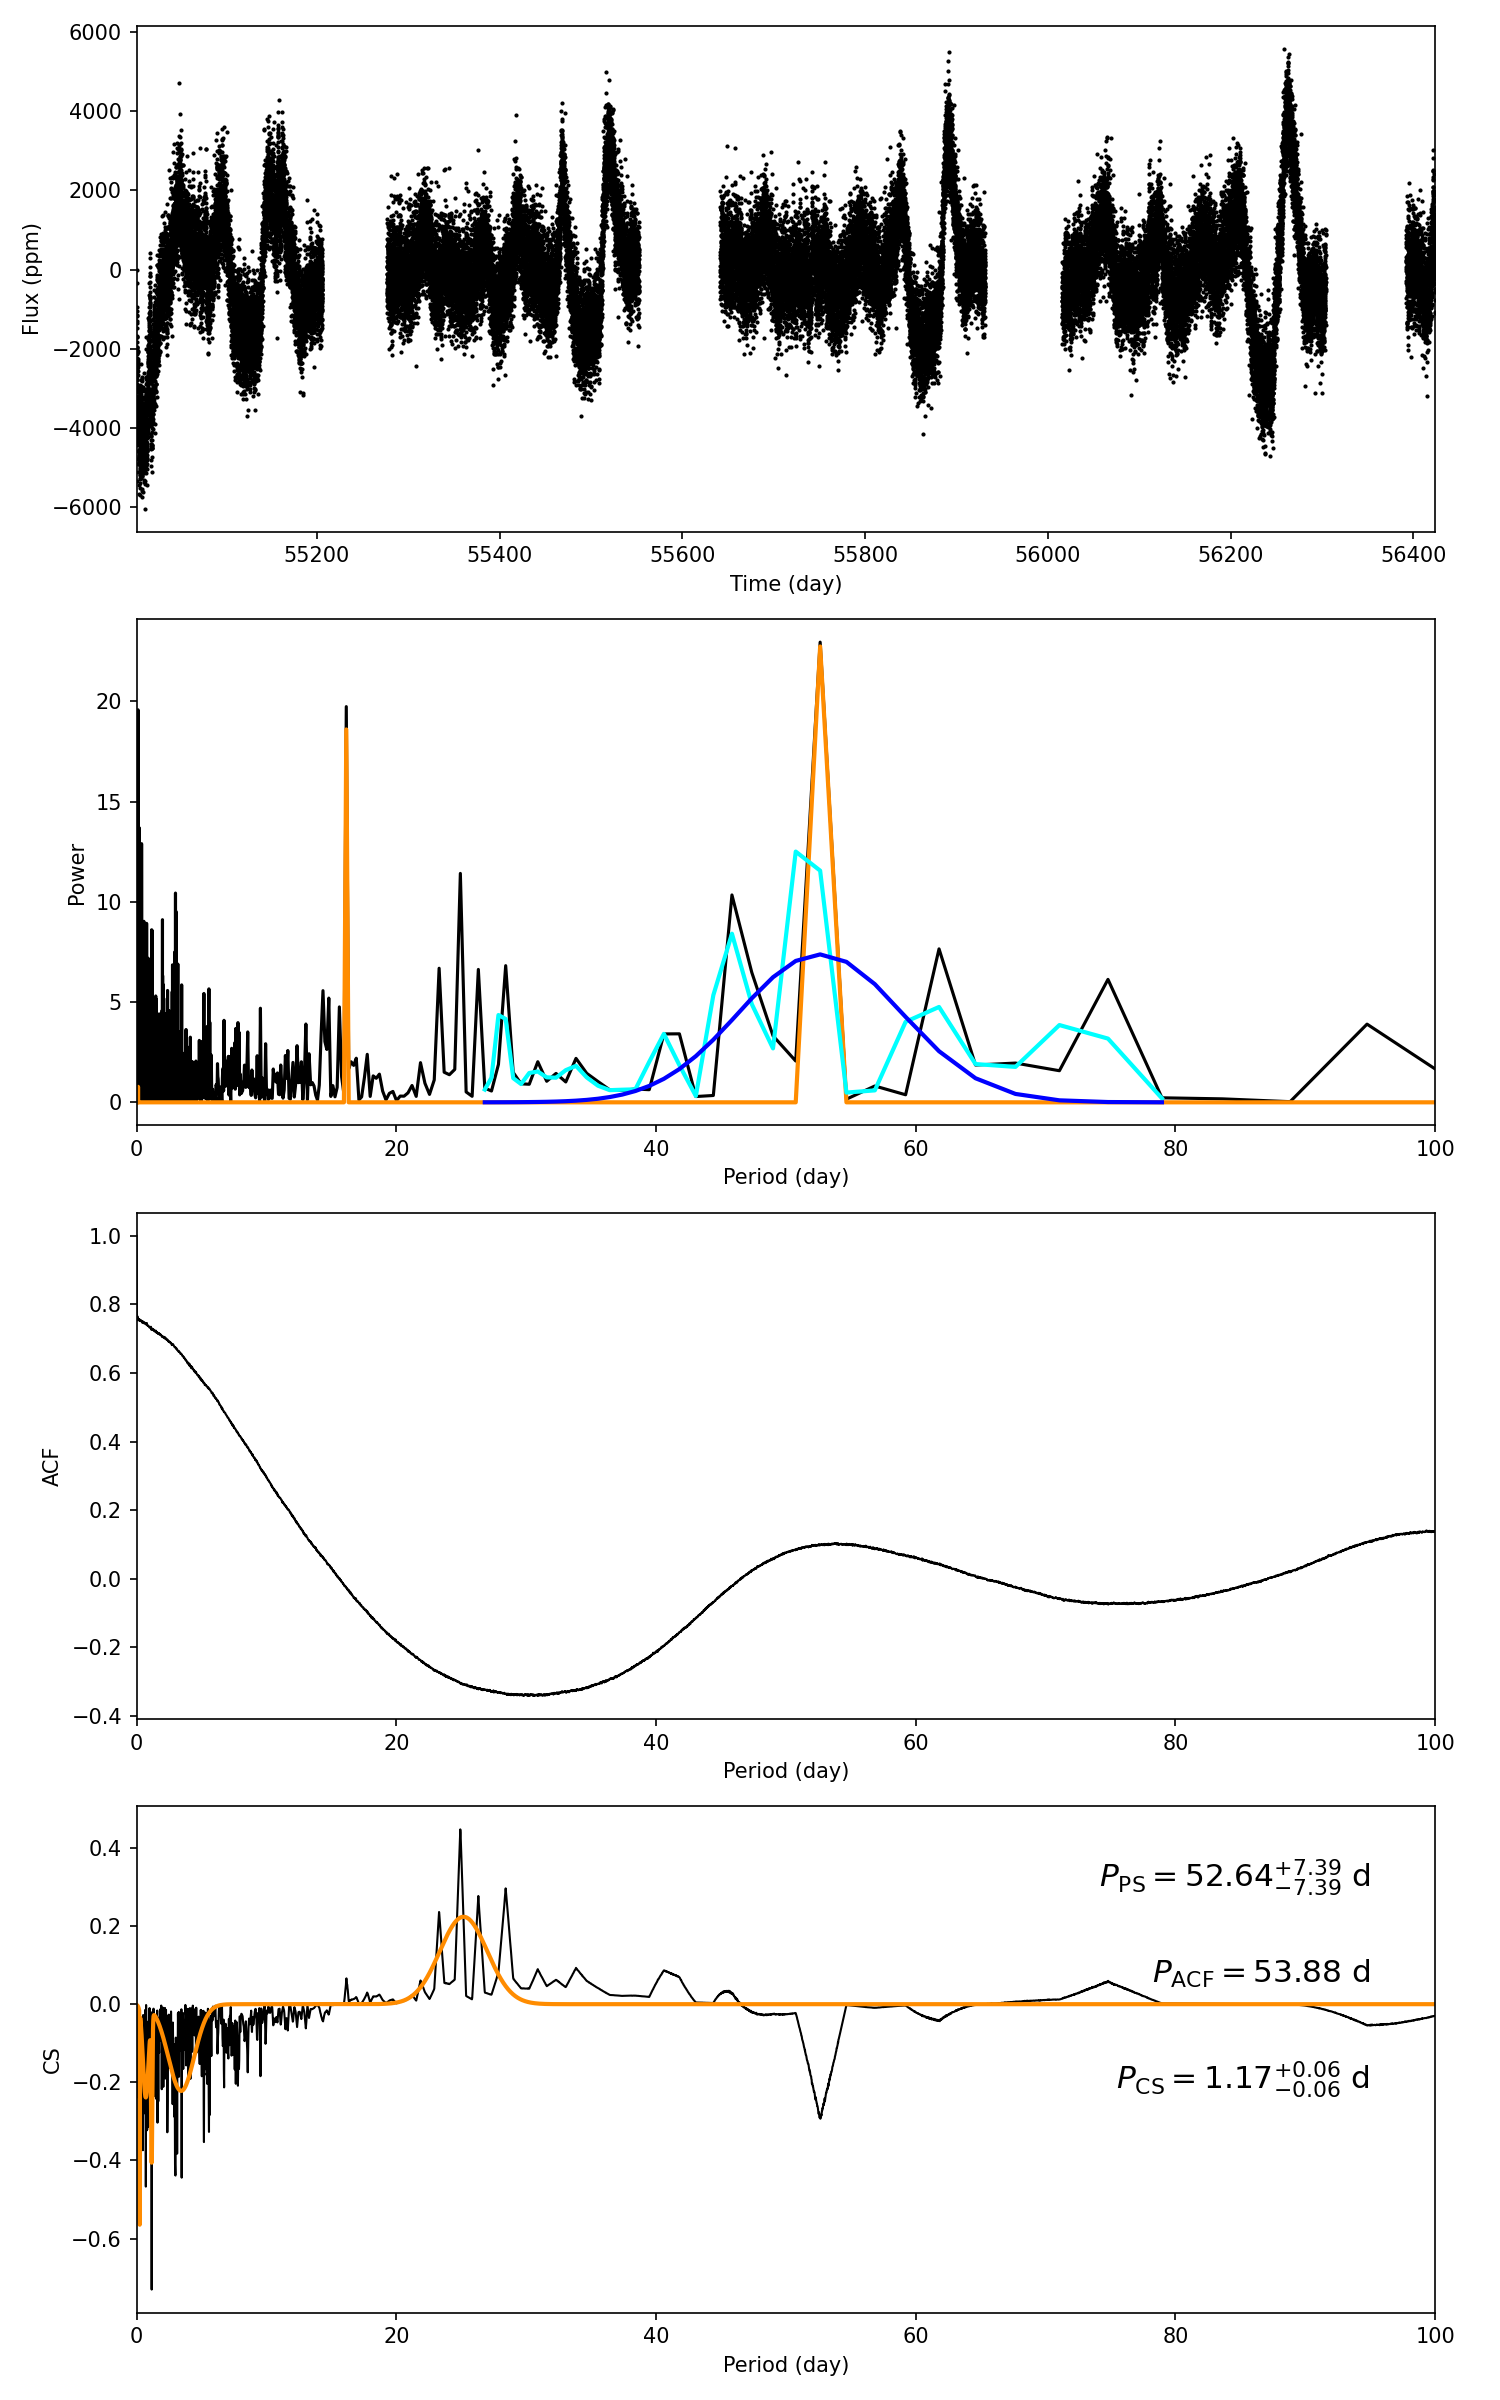 6000
4000
2000
0
−2000
−4000
−6000
Flux (ppm)
55200 55400 55600 55800 56000 56200 56400
Time (day)
20
15
10
5
0
Power
0 20 40 60 80 100
Period (day)
1.0
0.8
0.6
0.4
0.2
0.0
−0.2
−0.4
ACF
0 20 40 60 80 100
Period (day)
0.4
0.2
0.0
−0.2
−0.4
−0.6
CS
P_PS = 52.64^{+7.39}_{−7.39} d
P_ACF = 53.88 d
P_CS = 1.17^{+0.06}_{−0.06} d
0 20 40 60 80 100
Period (day)